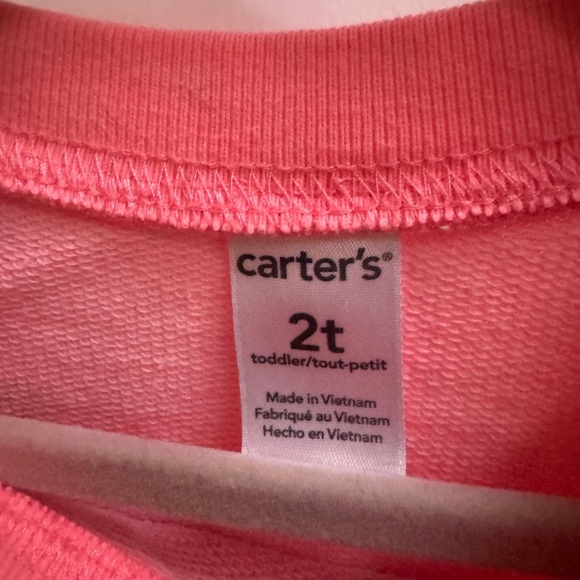 carter's®
2t
toddler/tout-petit
Made in Vietnam
Fabriqué au Vietnam
Hecho en Vietnam